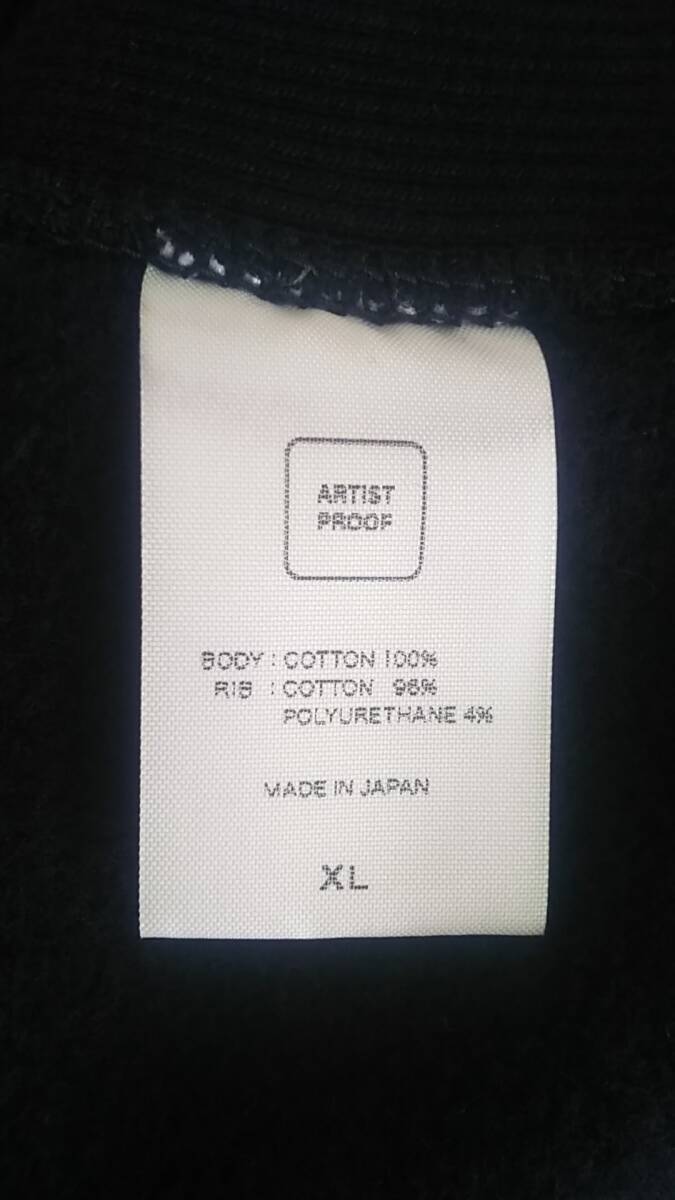 ARTIST
PROOF
BODY : COTTON 100%
RIB : COTTON 96%
POLYURETHANE 4%
MADE IN JAPAN
XL